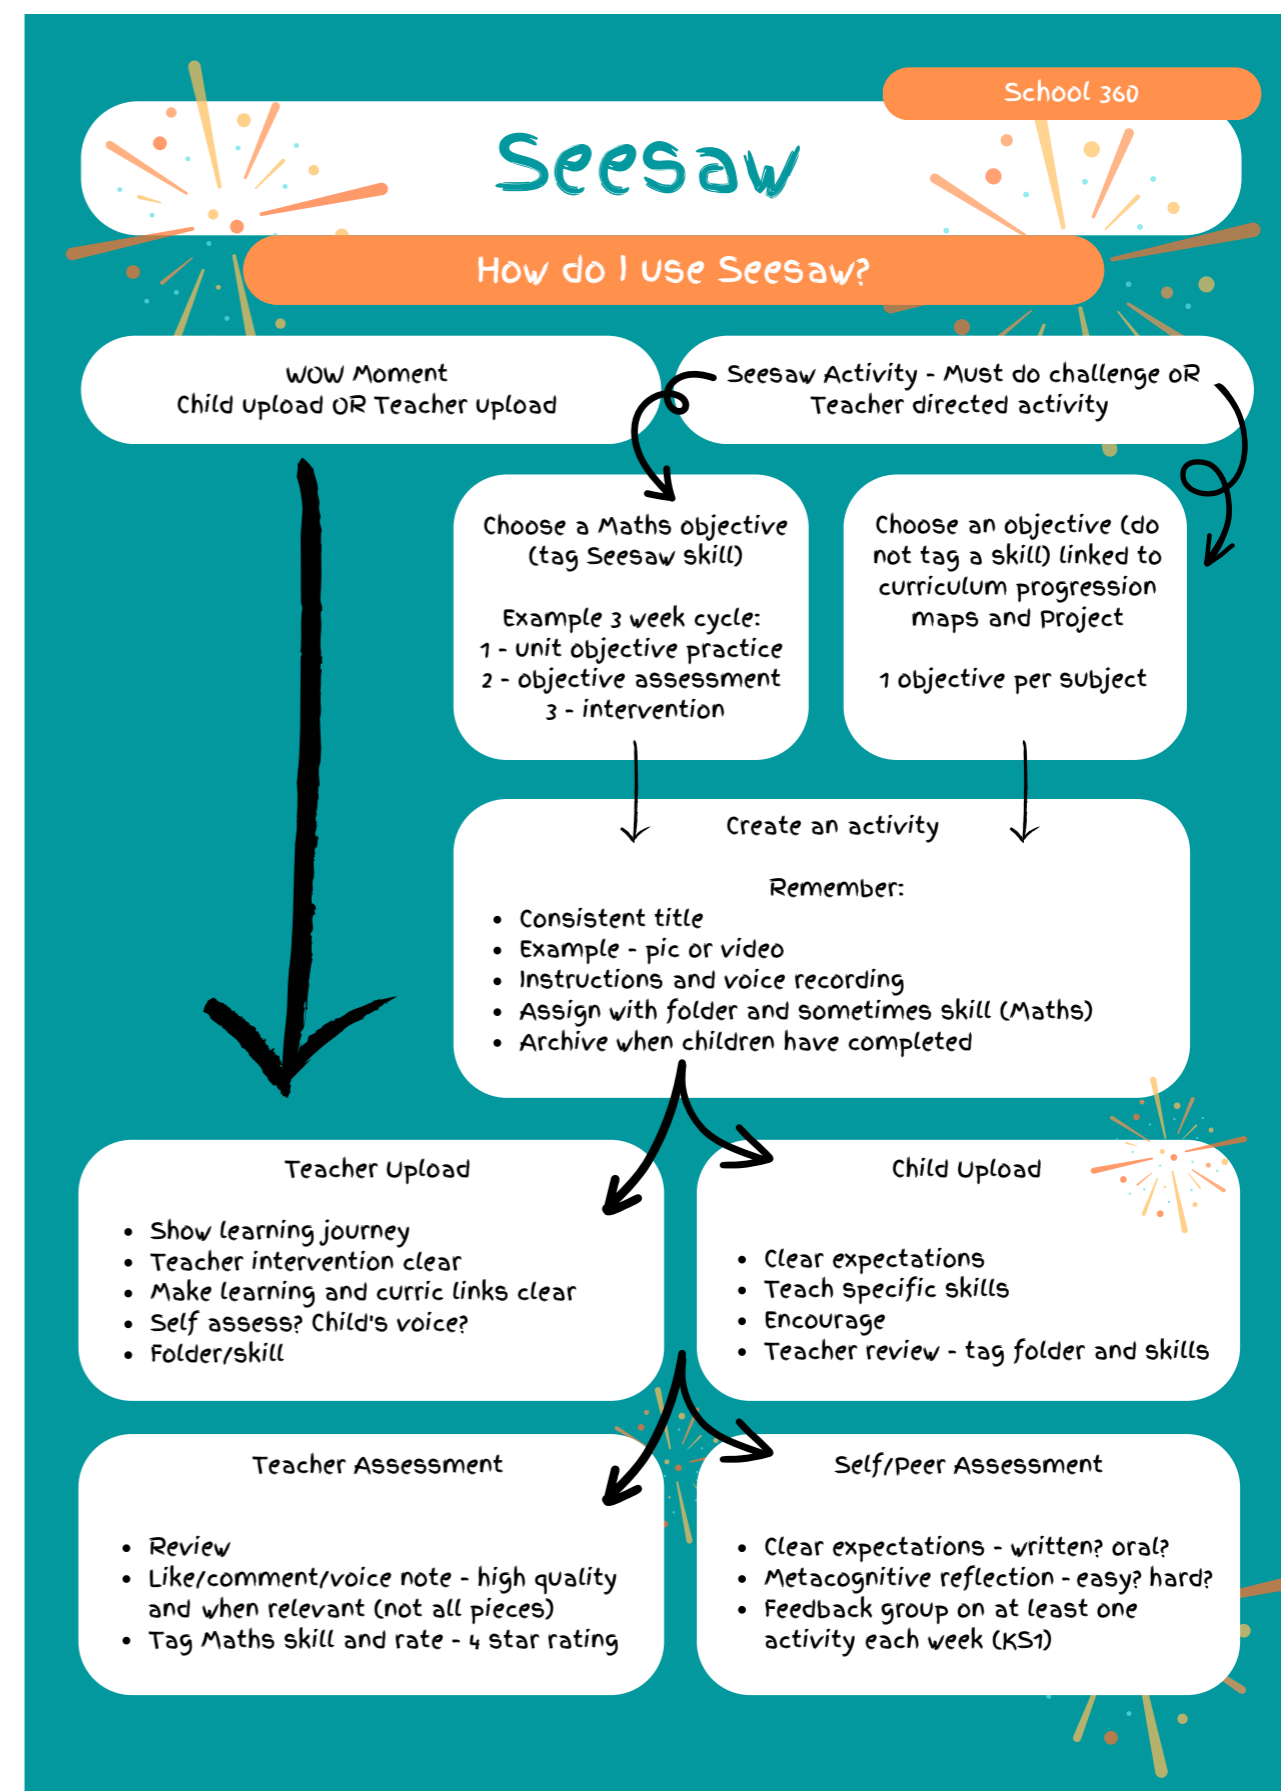 School 360
Seesaw
How do I use Seesaw?
WOW Moment
Child upload OR Teacher upload
Seesaw Activity - Must do challenge OR
Teacher directed activity
Choose a Maths objective
(tag Seesaw skill)
Example 3 week cycle:
1 - unit objective practice
2 - objective assessment
3 - intervention
Choose an objective (do
not tag a skill) linked to
curriculum progression
maps and Project
1 objective per subject
Create an activity
Remember:
• Consistent title
• Example - pic or video
• Instructions and voice recording
• Assign with folder and sometimes skill (Maths)
• Archive when children have completed
Teacher Upload
• Show learning journey
• Teacher intervention clear
• Make learning and curric links clear
• Self assess? Child's voice?
• Folder/skill
Child Upload
• Clear expectations
• Teach specific skills
• Encourage
• Teacher review - tag folder and skills
Teacher Assessment
• Review
• Like/comment/voice note - high quality
and when relevant (not all pieces)
• Tag Maths skill and rate - 4 star rating
Self/Peer Assessment
• Clear expectations - written? oral?
• Metacognitive reflection - easy? hard?
• Feedback group on at least one
activity each week (KS1)